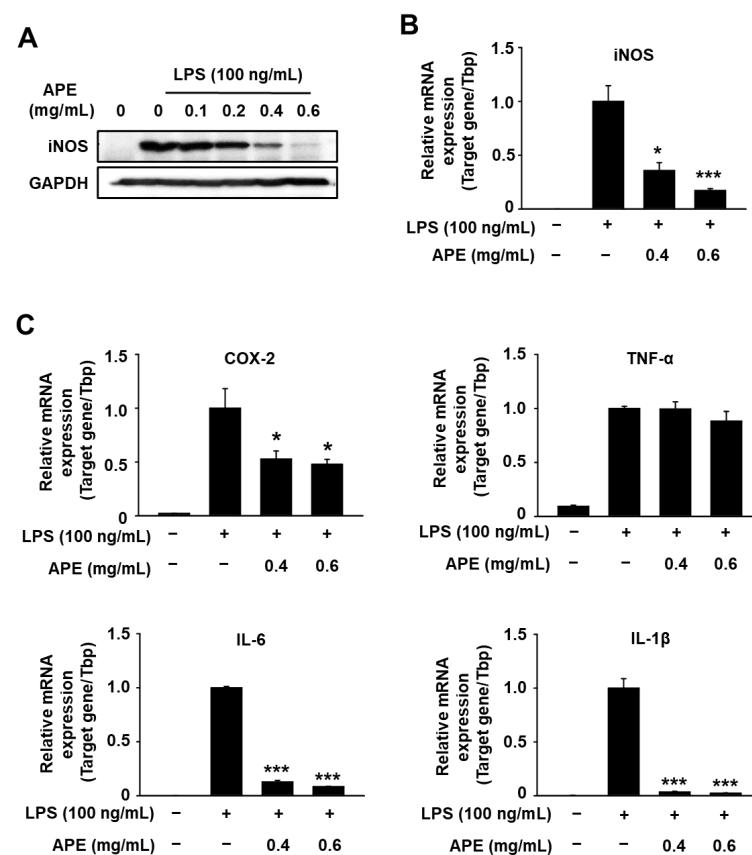 A
LPS (100 ng/mL)
APE
(mg/mL) 0 0 0.1 0.2 0.4 0.6
iNOS
GAPDH
B
iNOS
Relative mRNA
expression
(Target gene/Tbp)
1.5
1.0
0.5
0
* ***
LPS (100 ng/mL) − + + +
APE (mg/mL) − − 0.4 0.6
C
COX-2
Relative mRNA
expression
(Target gene/Tbp)
1.5
1.0
0.5
0
* *
LPS (100 ng/mL) − + + +
APE (mg/mL) − − 0.4 0.6
TNF-α
Relative mRNA
expression
(Target gene/Tbp)
1.5
1.0
0.5
0
LPS (100 ng/mL) − + + +
APE (mg/mL) − − 0.4 0.6
IL-6
Relative mRNA
expression
(Target gene/Tbp)
1.5
1.0
0.5
0
*** ***
LPS (100 ng/mL) − + + +
APE (mg/mL) − − 0.4 0.6
IL-1β
Relative mRNA
expression
(Target gene/Tbp)
1.5
1.0
0.5
0
*** ***
LPS (100 ng/mL) − + + +
APE (mg/mL) − − 0.4 0.6